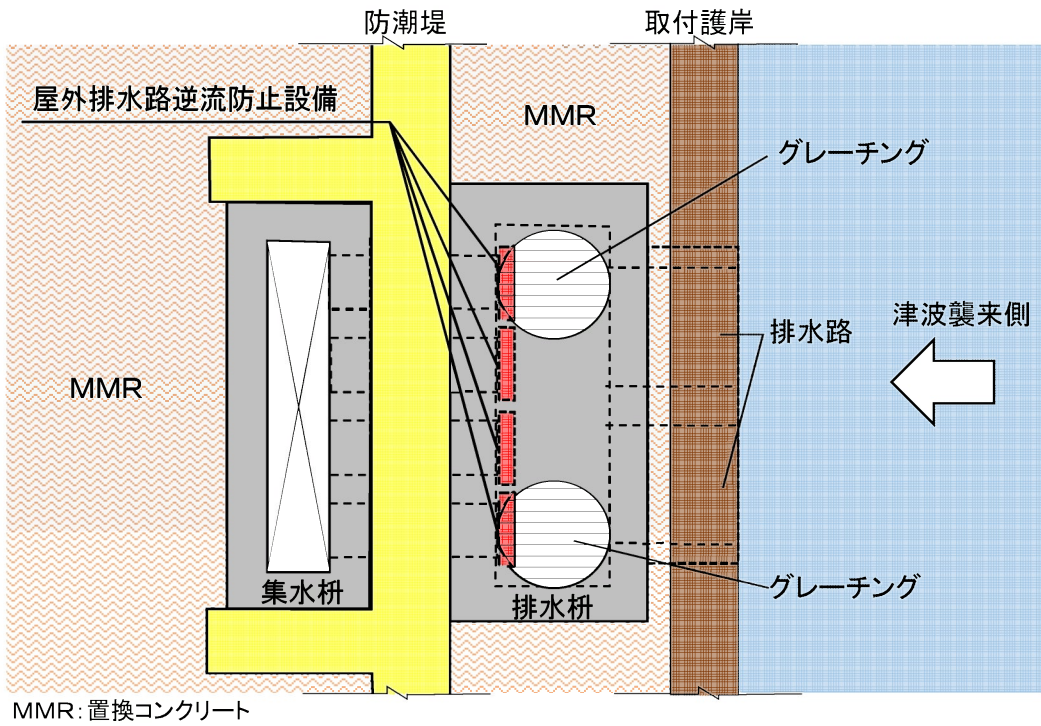 防潮堤
取付護岸
屋外排水路逆流防止設備
MMR
グレーチング
津波襲来側
排水路
MMR
グレーチング
集水枡
排水枡
MMR:置換コンクリート